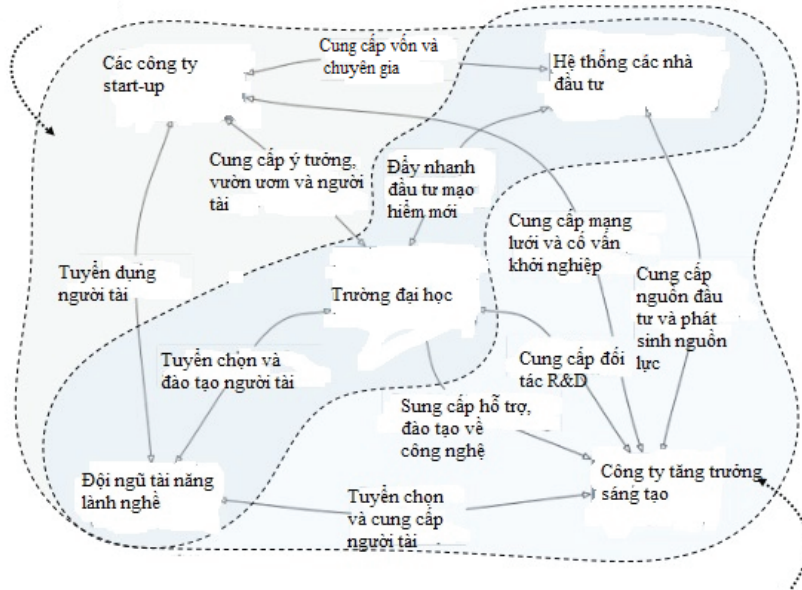 Các công ty
start-up
Cung cấp vốn và
chuyên gia
Hệ thống các nhà
đầu tư
Cung cấp ý tưởng,
vườn ươm và người
tài
Đẩy nhanh
đầu tư mạo
hiểm mới
Cung cấp mạng
lưới và cố vấn
khởi nghiệp
Tuyển dụng
người tài
Trường đại học
Cung cấp
nguồn đầu
tư và phát
sinh nguồn
lực
Tuyển chọn và
đào tạo người tài
Cung cấp đối
tác R&D
Sung cấp hỗ trợ,
đào tạo về
công nghệ
Đội ngũ tài năng
lành nghề
Tuyển chọn
và cung cấp
người tài
Công ty tăng trưởng
sáng tạo